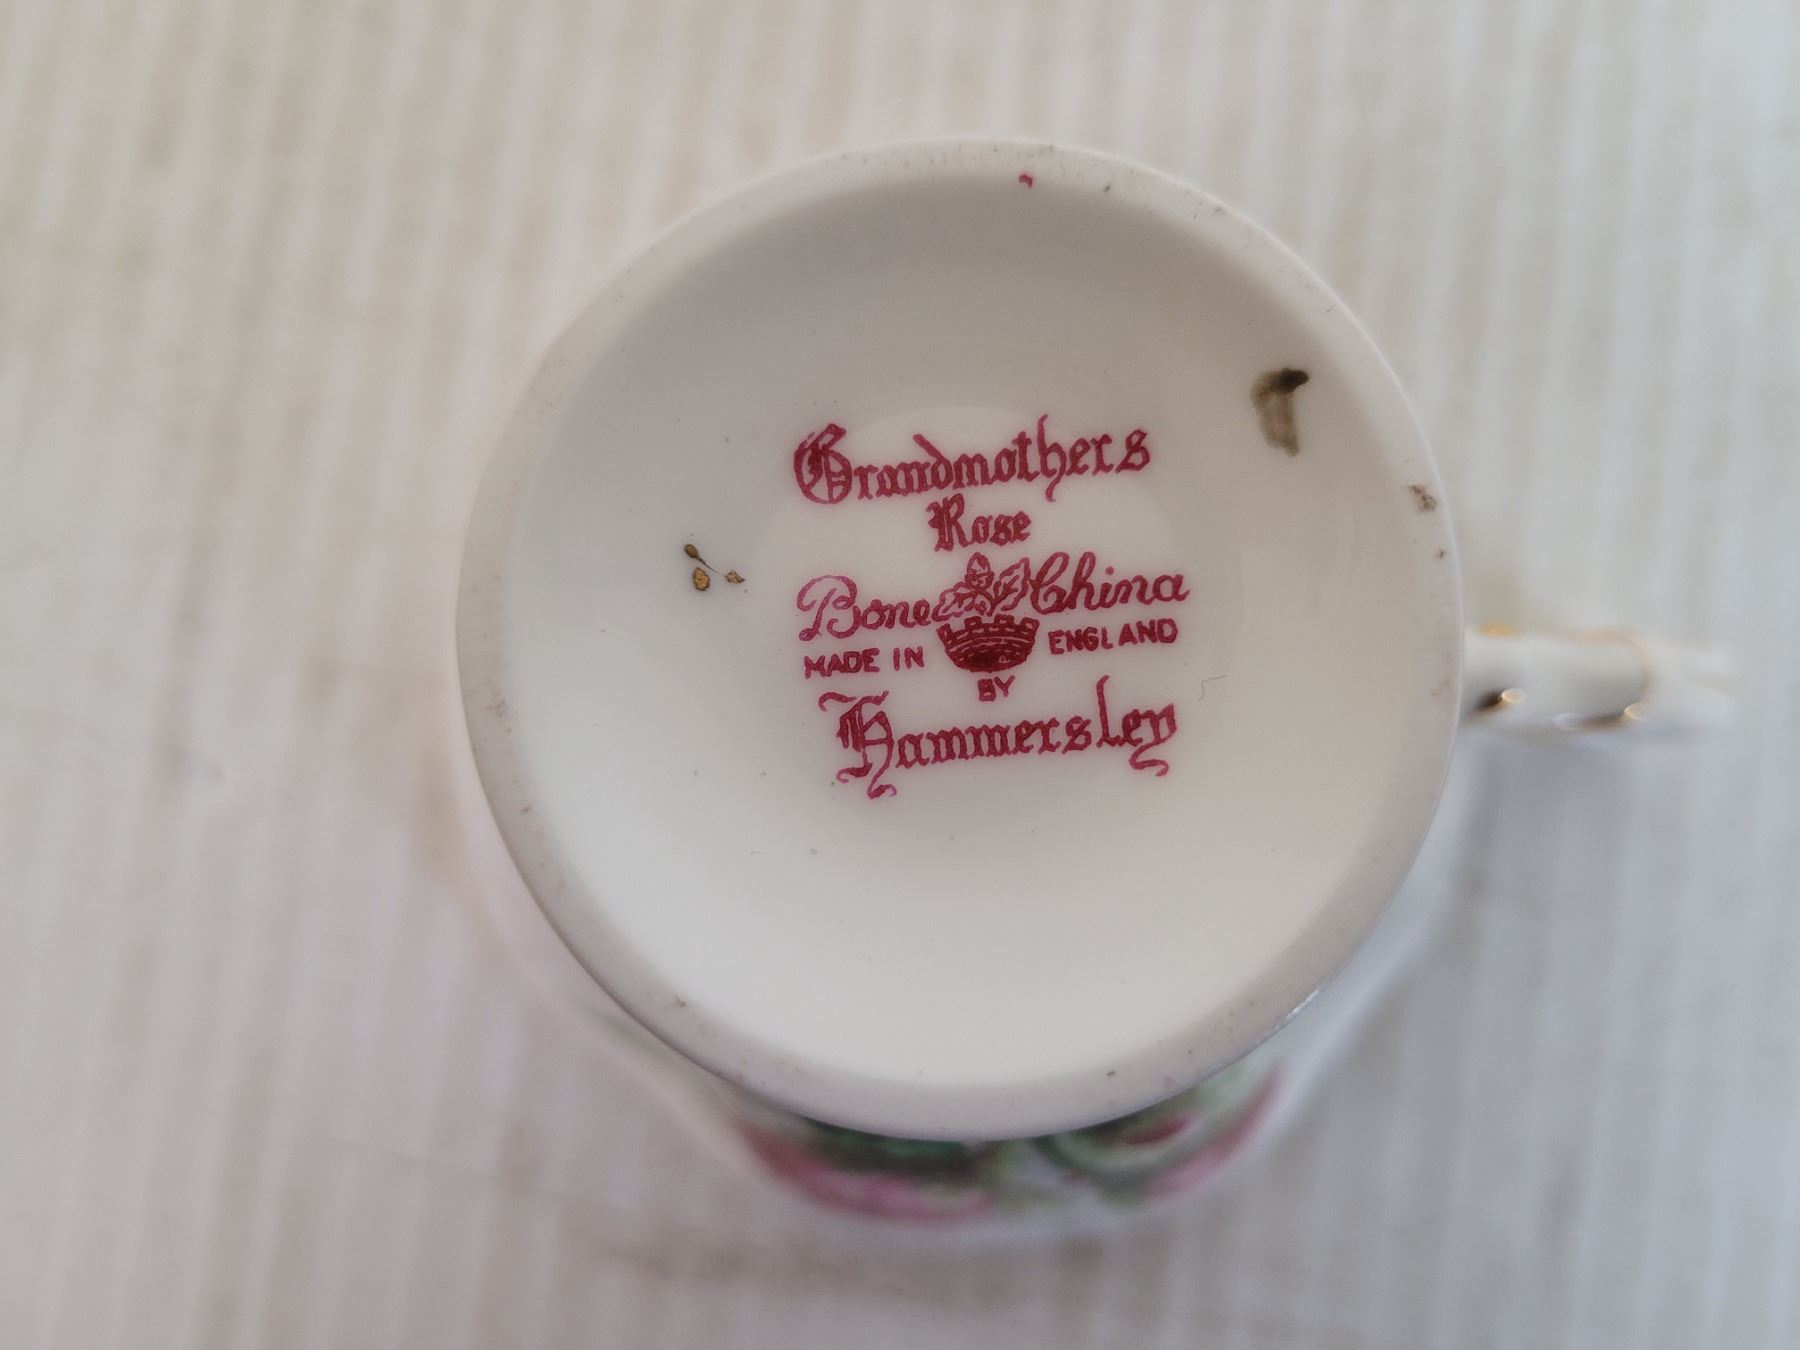 Grandmothers
Rose
Bone China
MADE IN ENGLAND
BY
Hammersley